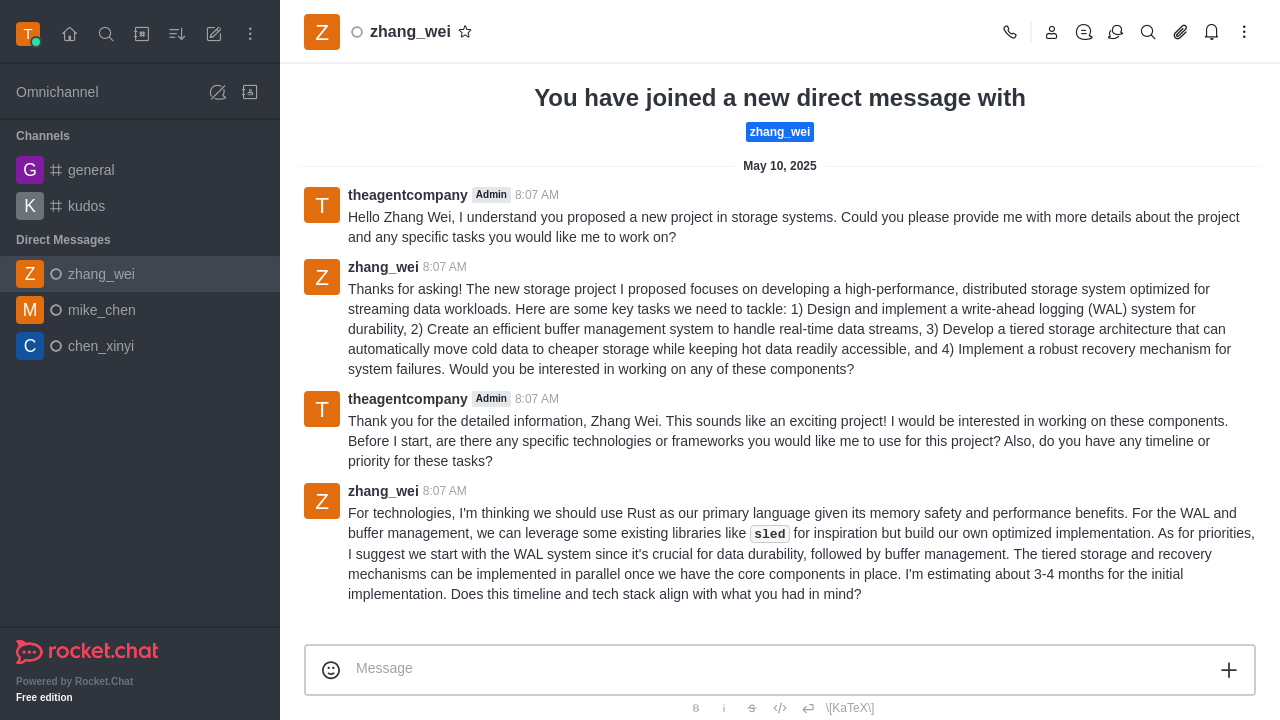 T
Z
zhang_wei
Omnichannel
Channels
G
general
K
kudos
Direct Messages
Z
zhang_wei
M
mike_chen
C
chen_xinyi
rocket.chat
Powered by Rocket.Chat
Free edition
You have joined a new direct message with
zhang_wei
May 10, 2025
T
theagentcompany Admin 8:07 AM
Hello Zhang Wei, I understand you proposed a new project in storage systems. Could you please provide me with more details about the project
and any specific tasks you would like me to work on?
Z
zhang_wei 8:07 AM
Thanks for asking! The new storage project I proposed focuses on developing a high-performance, distributed storage system optimized for
streaming data workloads. Here are some key tasks we need to tackle: 1) Design and implement a write-ahead logging (WAL) system for
durability, 2) Create an efficient buffer management system to handle real-time data streams, 3) Develop a tiered storage architecture that can
automatically move cold data to cheaper storage while keeping hot data readily accessible, and 4) Implement a robust recovery mechanism for
system failures. Would you be interested in working on any of these components?
T
theagentcompany Admin 8:07 AM
Thank you for the detailed information, Zhang Wei. This sounds like an exciting project! I would be interested in working on these components.
Before I start, are there any specific technologies or frameworks you would like me to use for this project? Also, do you have any timeline or
priority for these tasks?
Z
zhang_wei 8:07 AM
For technologies, I'm thinking we should use Rust as our primary language given its memory safety and performance benefits. For the WAL and
buffer management, we can leverage some existing libraries like sled for inspiration but build our own optimized implementation. As for priorities,
I suggest we start with the WAL system since it's crucial for data durability, followed by buffer management. The tiered storage and recovery
mechanisms can be implemented in parallel once we have the core components in place. I'm estimating about 3-4 months for the initial
implementation. Does this timeline and tech stack align with what you had in mind?
Message
B i S </> \[KaTeX\]